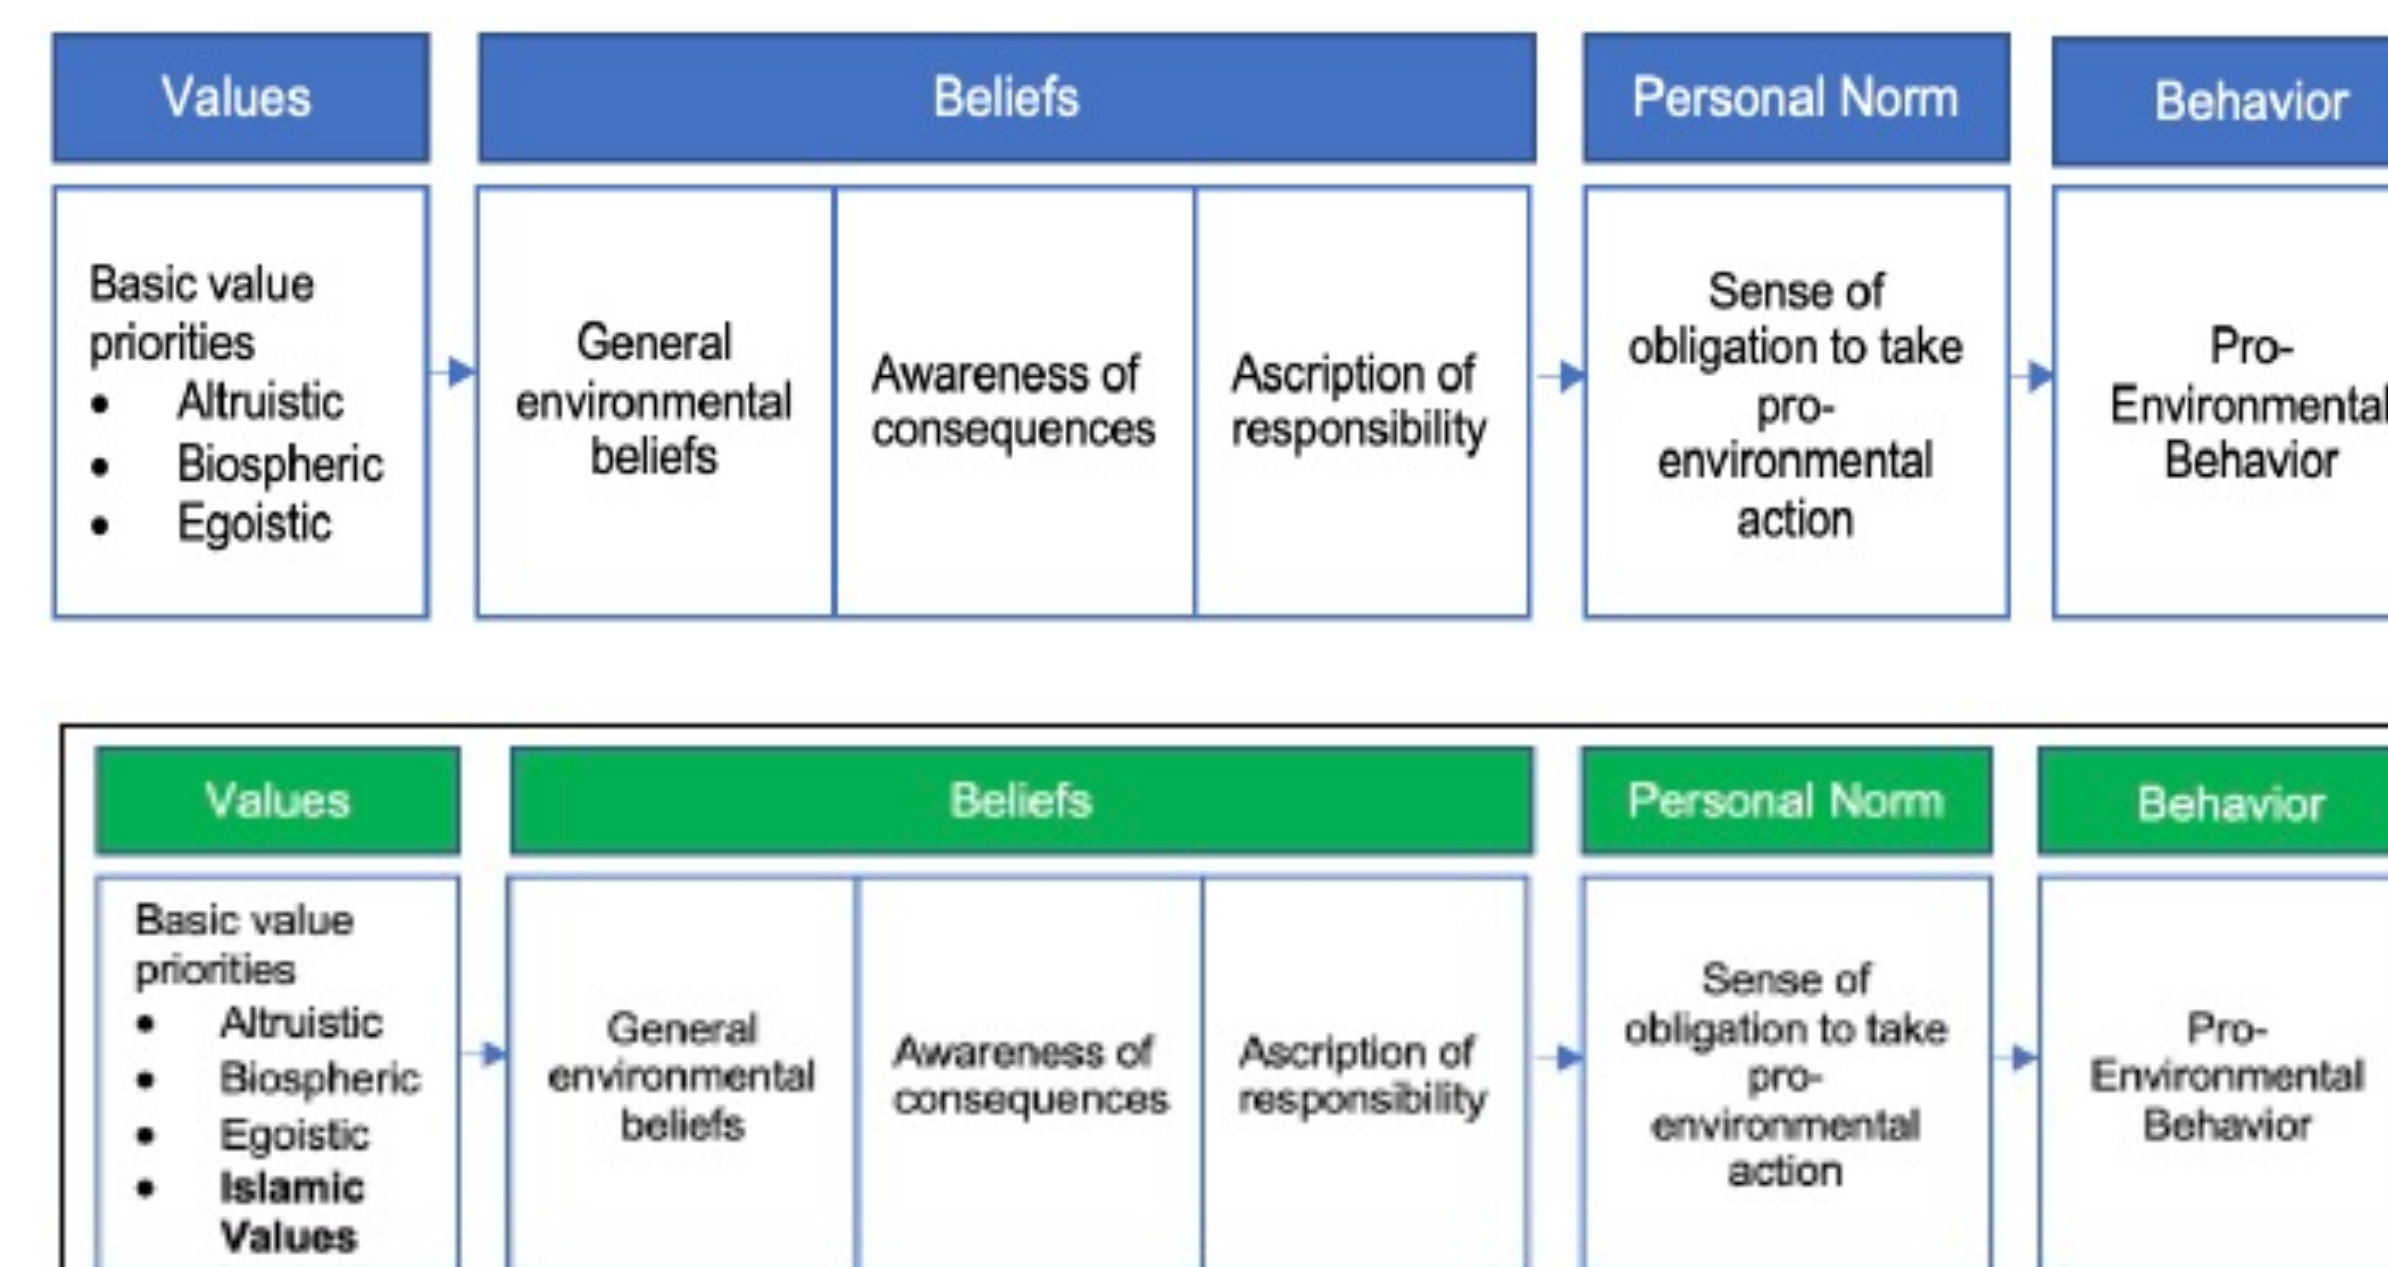 Values
Beliefs
Personal Norm
Behavior
Basic value
priorities
• Altruistic
• Biospheric
• Egoistic
General
environmental
beliefs
Awareness of
consequences
Ascription of
responsibility
Sense of
obligation to take
pro-
environmental
action
Pro-
Environmental
Behavior
Values
Beliefs
Personal Norm
Behavior
Basic value
priorities
• Altruistic
• Biospheric
• Egoistic
• Islamic
Values
General
environmental
beliefs
Awareness of
consequences
Ascription of
responsibility
Sense of
obligation to take
pro-
environmental
action
Pro-
Environmental
Behavior